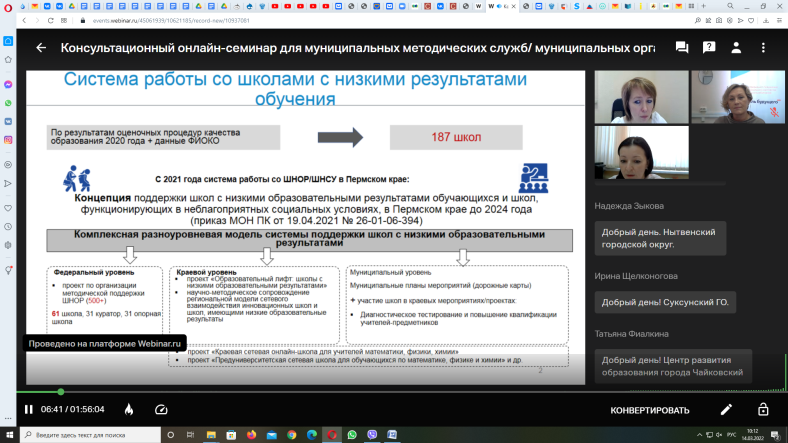 events.webinar.ru/45061939/10621185/record-new/10937081
Консультационный онлайн-семинар для муниципальных методических служб/ муниципальных орга
Система работы со школами с низкими результатами
обучения
По результатам оценочных процедур качества
образования 2020 года + данные ФИОКО
187 школ
С 2021 года система работы со ШНОР/ШНСУ в Пермском крае:
Концепция поддержки школ с низкими образовательными результатами обучающихся и школ,
функционирующих в неблагоприятных социальных условиях, в Пермском крае до 2024 года
(приказ МОН ПК от 19.04.2021 № 26-01-06-394)
Комплексная разноуровневая модель системы поддержки школ с низкими образовательными
результатами
Федеральный уровень
• проект по организации
методической поддержки
ШНОР (500+)
61 школа, 31 куратор, 31 опорная
школа
Краевой уровень
• проект «Образовательный лифт: школы с
низкими образовательными результатами»
• научно-методическое сопровождение
региональной модели сетевого
взаимодействия инновационных школ и
школ, имеющими низкие образовательные
результаты
Муниципальный уровень
Муниципальные планы мероприятий (дорожные карты)
+ участие школ в краевых мероприятиях/проектах
• Диагностическое тестирование и повышение квалификации
учителей-предметников
• проект «Краевая сетевая онлайн-школа для учителей математики, физики, химии»
• проект «Предуниверситетская сетевая школа для обучающихся по математике, физике и химии» и др.
2
Проведено на платформе Webinar.ru
Надежда Зыкова
Добрый день. Нытвенский
городской округ.
Ирина Щелконогова
Добрый день! Суксунский ГО.
Татьяна Фиалкина
Добрый день! Центр развития
образования города Чайковский
06:41 / 01:56:04
КОНВЕРТИРОВАТЬ
Введите здесь текст для поиска
РУС
10:12
14.03.2022